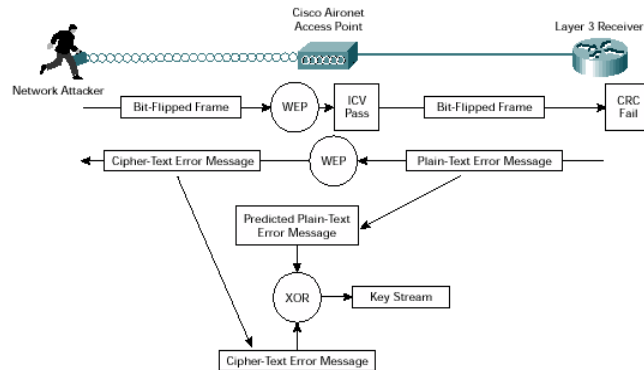 Cisco Aironet
Access Point
Layer 3 Receiver
Network Attacker
Bit-Flipped Frame
WEP
ICV
Pass
Bit-Flipped Frame
CRC
Fail
Cipher-Text Error Message
WEP
Plain-Text Error Message
Predicted Plain-Text
Error Message
XOR
Key Stream
Cipher-Text Error Message